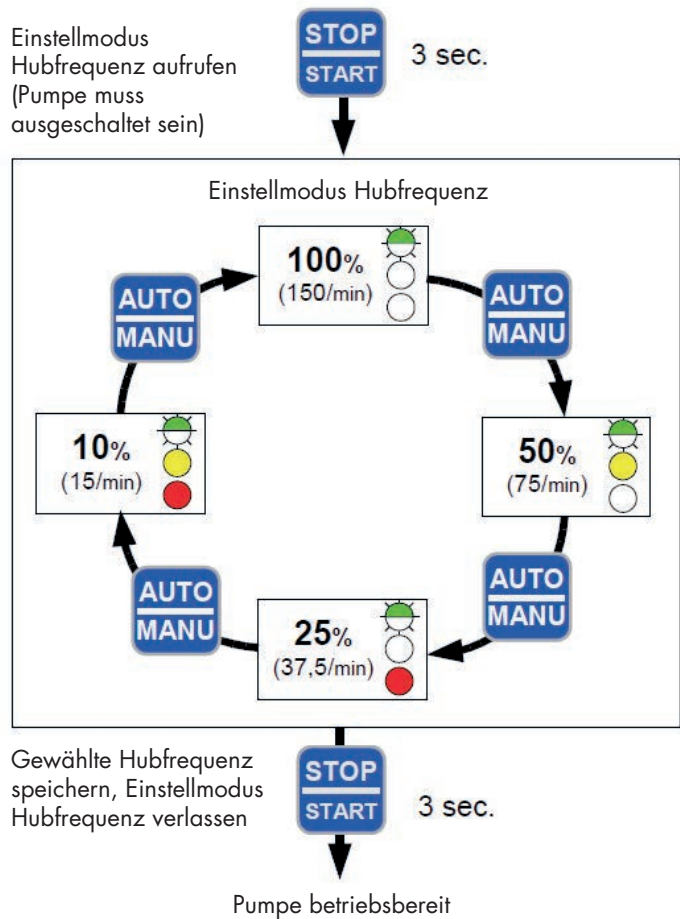 Einstellmodus
Hubfrequenz aufrufen
(Pumpe muss
ausgeschaltet sein)
STOP
START
3 sec.
Einstellmodus Hubfrequenz
100%
(150/min)
AUTO
MANU
AUTO
MANU
10%
(15/min)
50%
(75/min)
AUTO
MANU
AUTO
MANU
25%
(37,5/min)
Gewählte Hubfrequenz
speichern, Einstellmodus
Hubfrequenz verlassen
STOP
START
3 sec.
Pumpe betriebsbereit